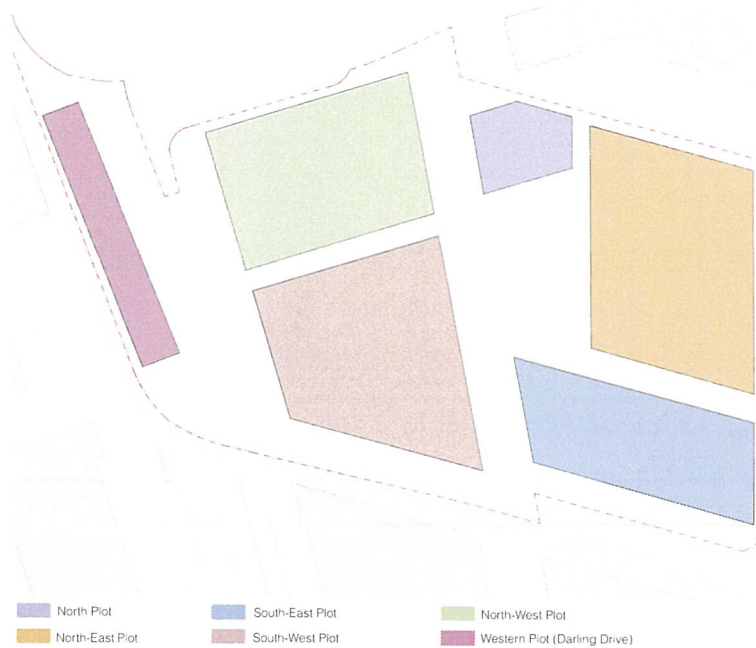 North Plot
South-East Plot
North-West Plot
North-East Plot
South-West Plot
Western Plot (Darling Drive)